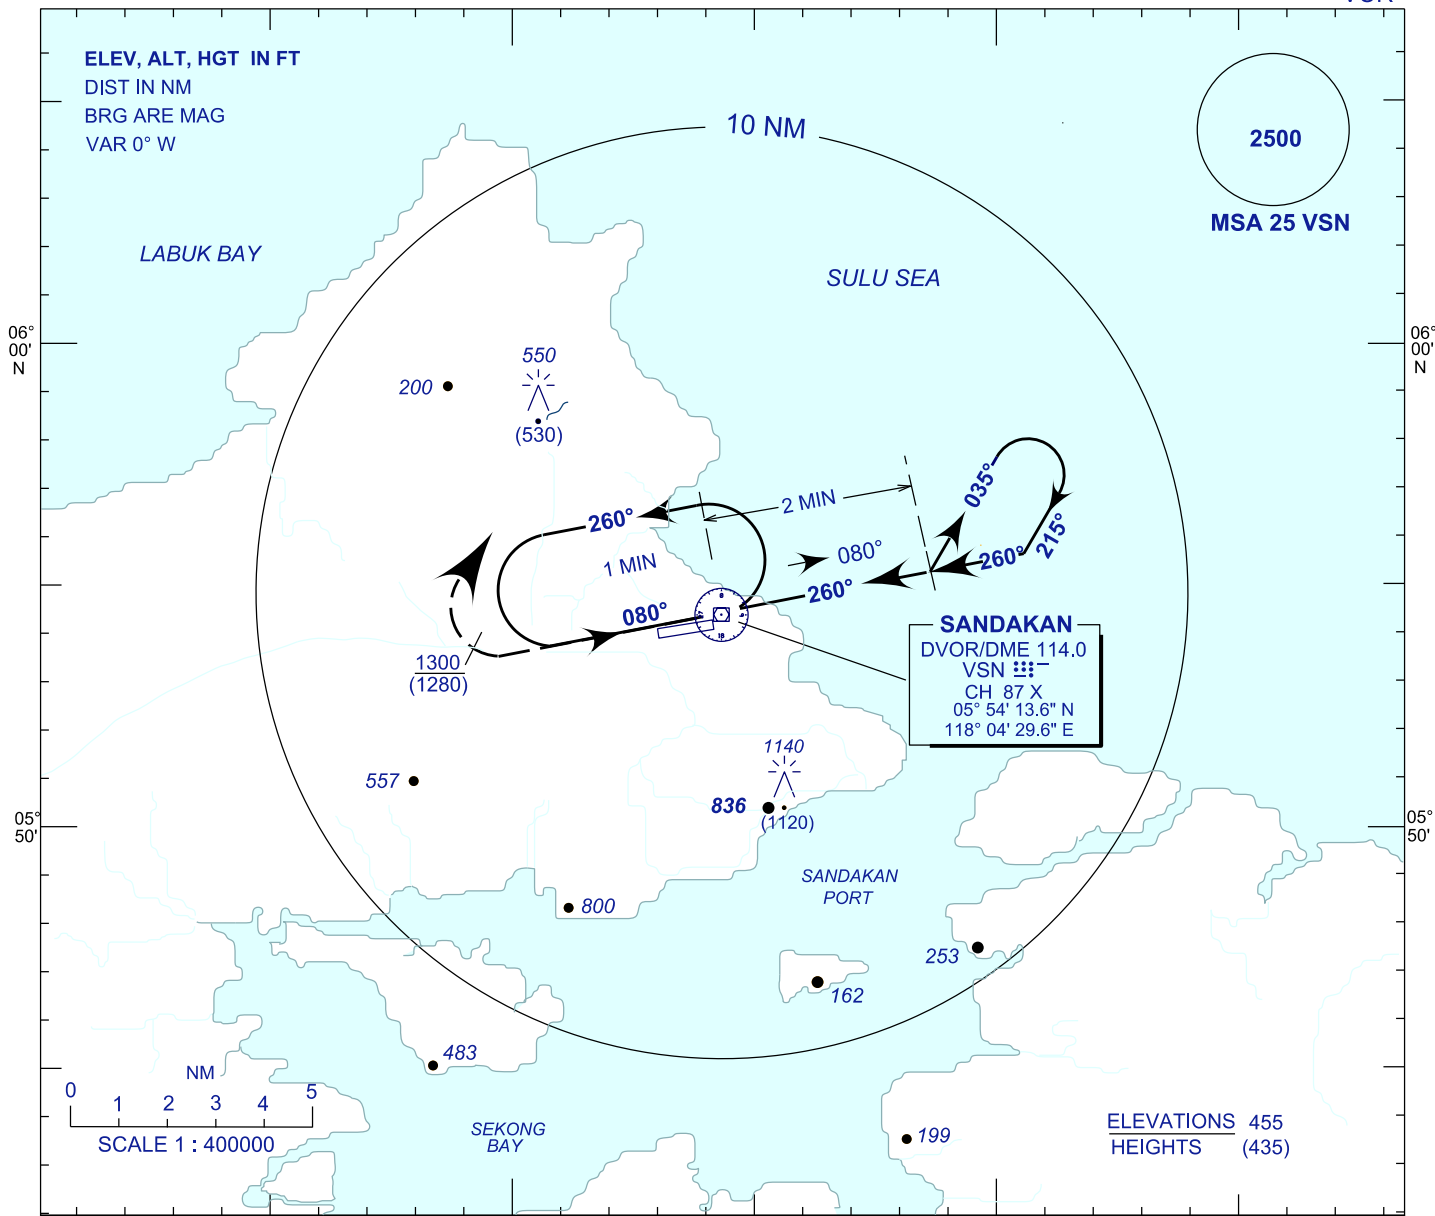 ELEV, ALT, HGT IN FT
DIST IN NM
BRG ARE MAG
VAR 0° W
10 NM
2500
MSA 25 VSN
LABUK BAY
SULU SEA
06°
00'
N
06°
00'
N
550
200
(530)
035°
2 MIN
260°
215°
1 MIN
080°
260°
260°
080°
SANDAKAN
DVOR/DME 114.0
VSN
CH 87 X
05° 54' 13.6" N
118° 04' 29.6" E
1300
(1280)
1140
557
836
(1120)
05°
50'
05°
50'
SANDAKAN
PORT
800
253
162
483
NM
0 1 2 3 4 5
SCALE 1 : 400000
SEKONG
BAY
199
ELEVATIONS 455
HEIGHTS (435)